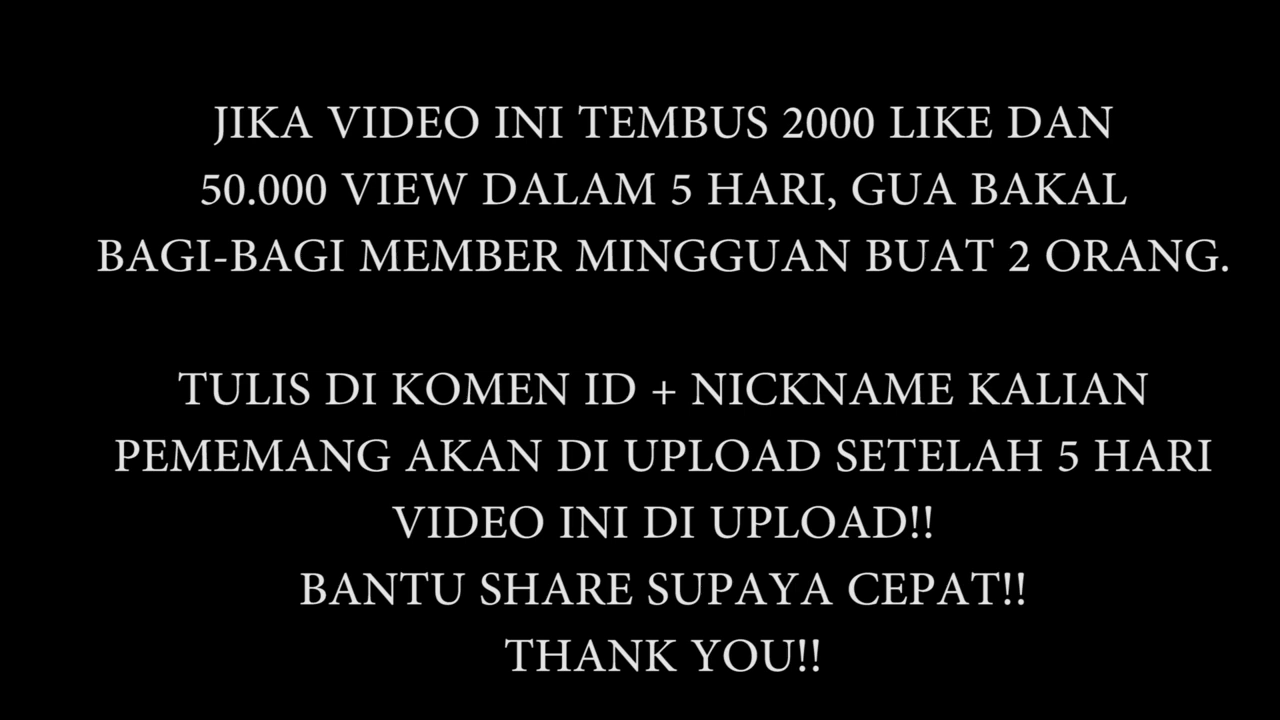 JIKA VIDEO INI TEMBUS 2000 LIKE DAN
50.000 VIEW DALAM 5 HARI, GUA BAKAL
BAGI-BAGI MEMBER MINGGUAN BUAT 2 ORANG.
TULIS DI KOMEN ID + NICKNAME KALIAN
PEMEMANG AKAN DI UPLOAD SETELAH 5 HARI
VIDEO INI DI UPLOAD!!
BANTU SHARE SUPAYA CEPAT!!
THANK YOU!!